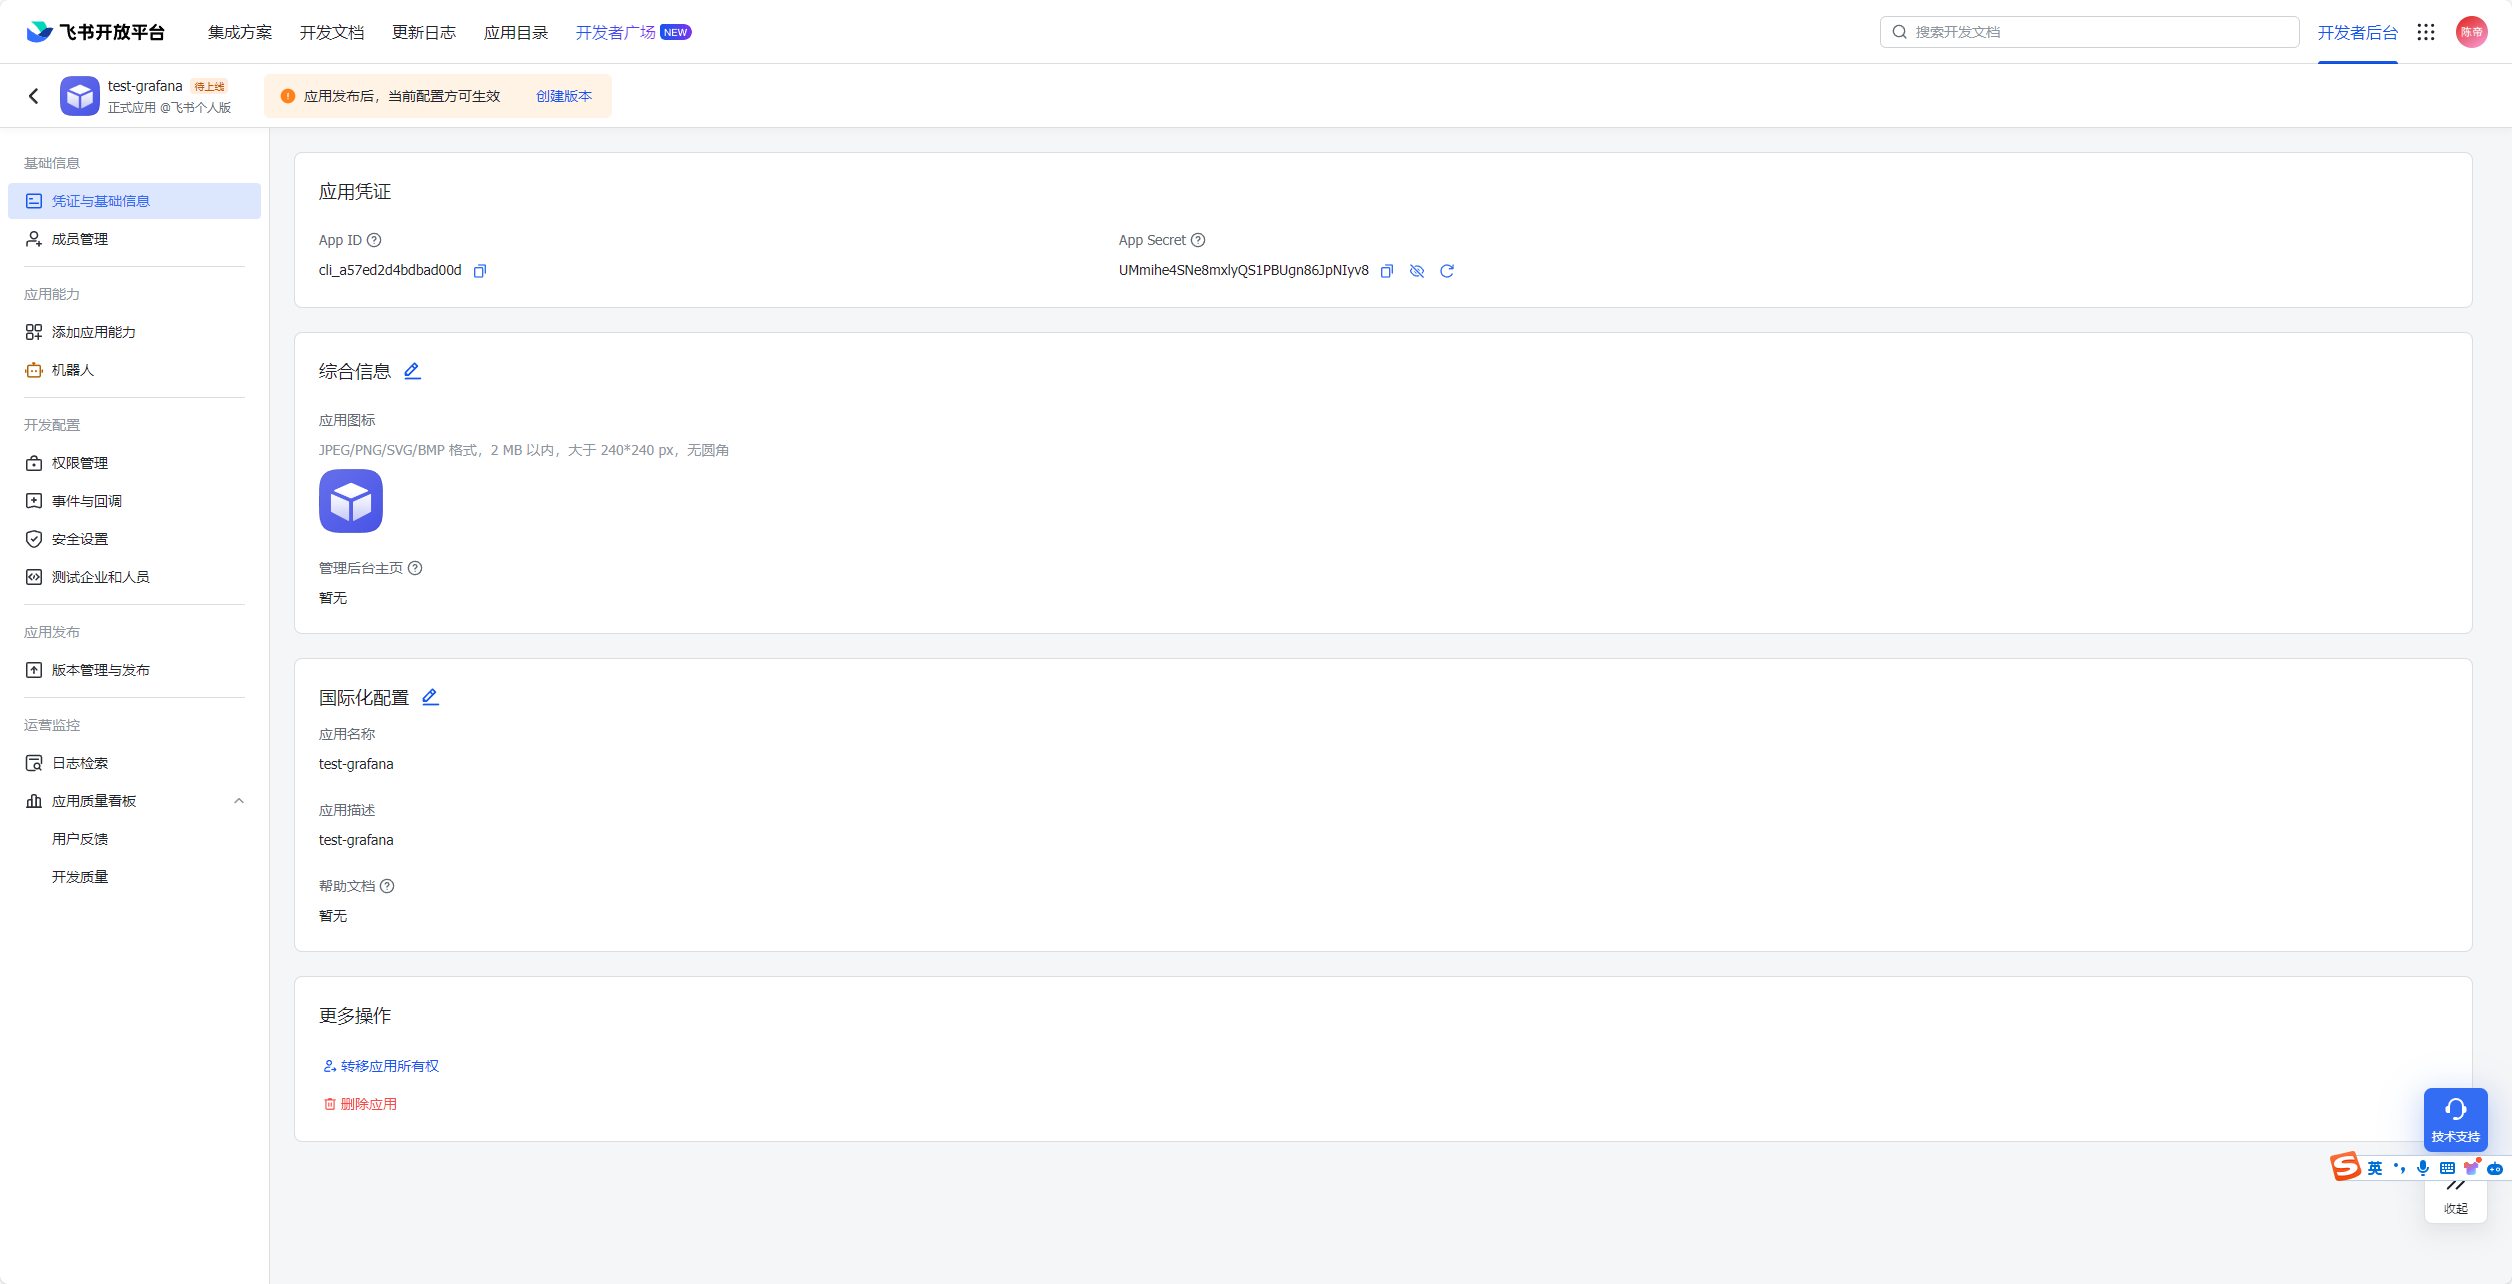 飞书开放平台
集成方案
开发文档
更新日志
应用目录
开发者广场 NEW
搜索开发文档
开发者后台
陈帝
test-grafana 待上线
正式应用 @飞书个人版
应用发布后，当前配置方可生效 创建版本
基础信息
凭证与基础信息
成员管理
应用能力
添加应用能力
机器人
开发配置
权限管理
事件与回调
安全设置
测试企业和人员
应用发布
版本管理与发布
运营监控
日志检索
应用质量看板
用户反馈
开发质量
应用凭证
App ID
cli_a57ed2d4bdbad00d
App Secret
UMmihe4SNe8mxlyQS1PBUgn86JpNIyv8
综合信息
应用图标
JPEG/PNG/SVG/BMP 格式，2 MB 以内，大于 240*240 px，无圆角
管理后台主页
暂无
国际化配置
应用名称
test-grafana
应用描述
test-grafana
帮助文档
暂无
更多操作
转移应用所有权
删除应用
技术支持
英
收起